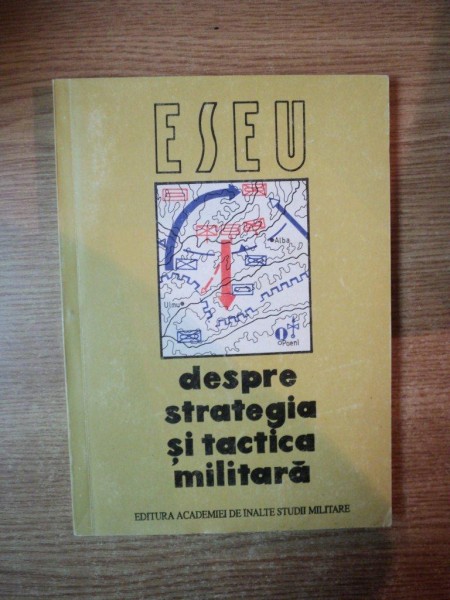 ESEU
Alba
Ulmu
Poeni
despre
strategia
și tactica
militară
EDITURA ACADEMIEI DE INALTE STUDII MILITARE